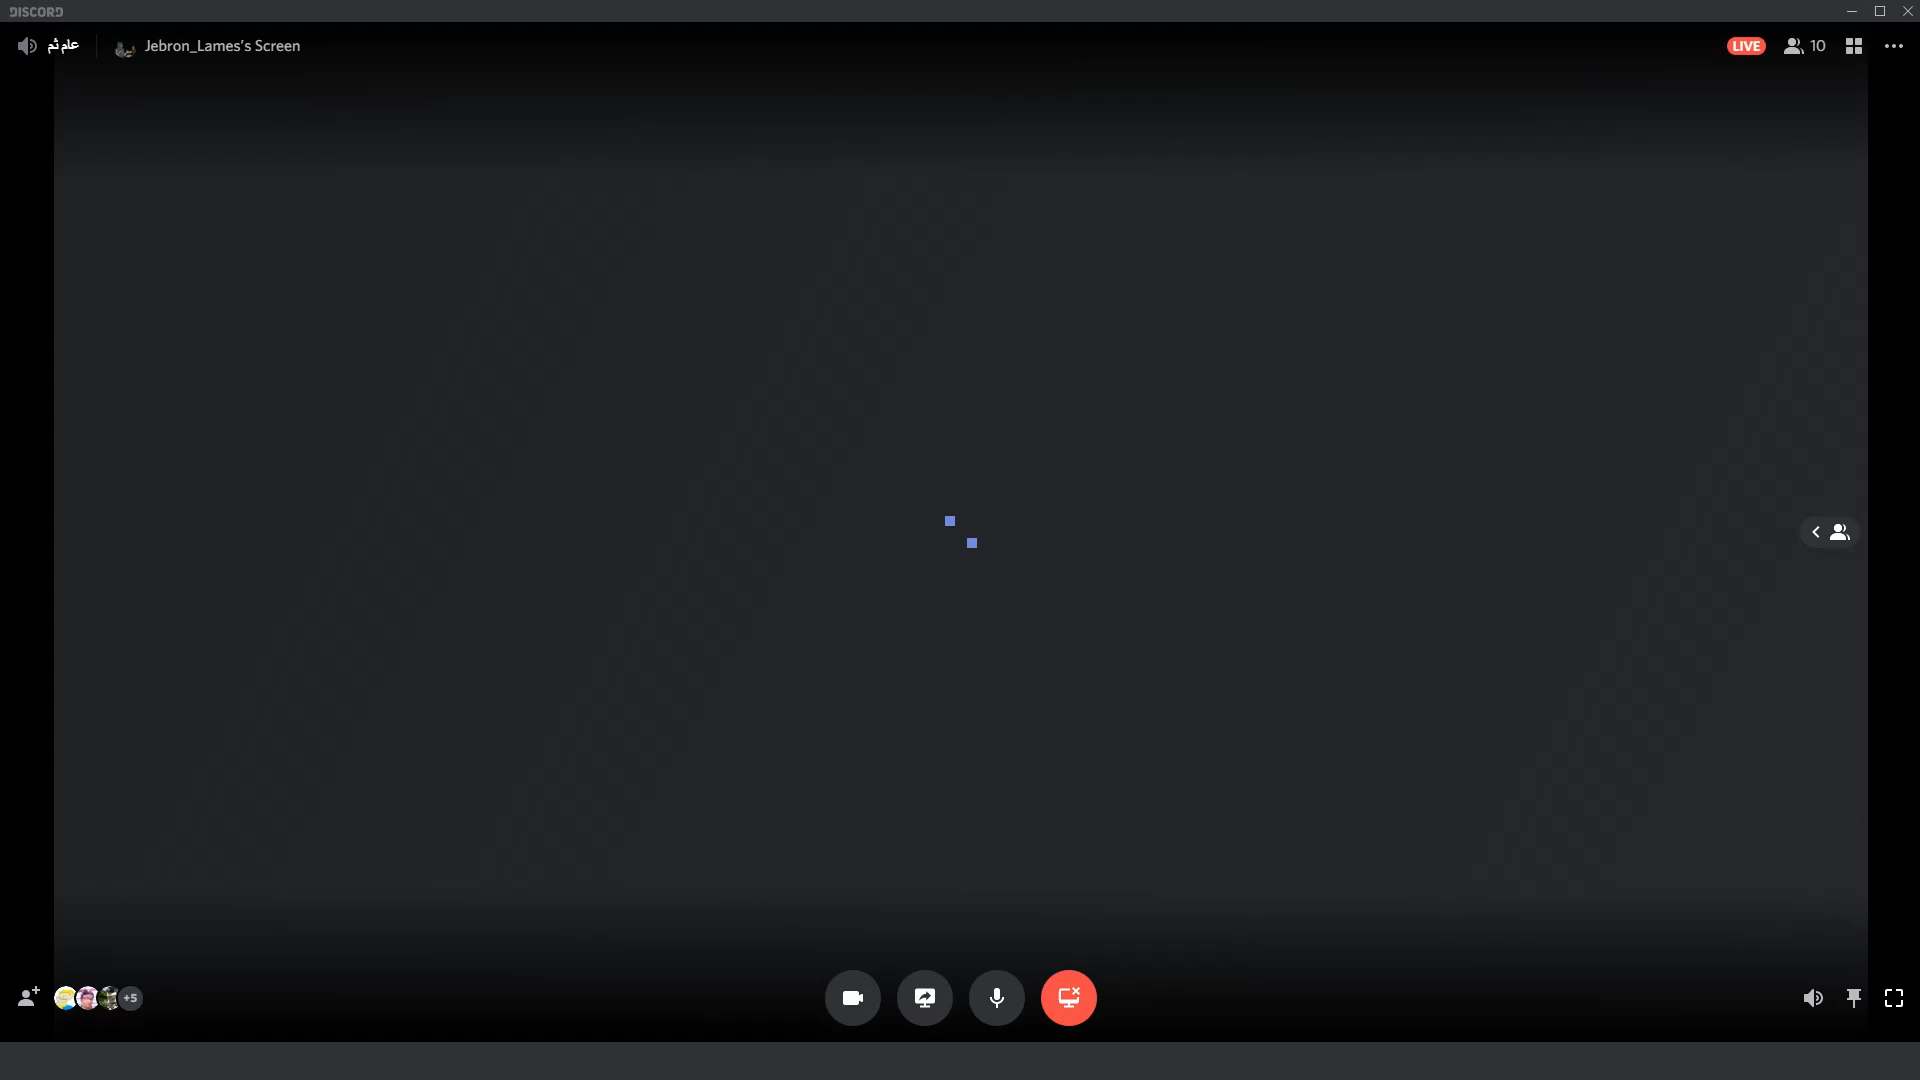 DISCORD
عام ثم
Jebron_Lames's Screen
LIVE
10
+5